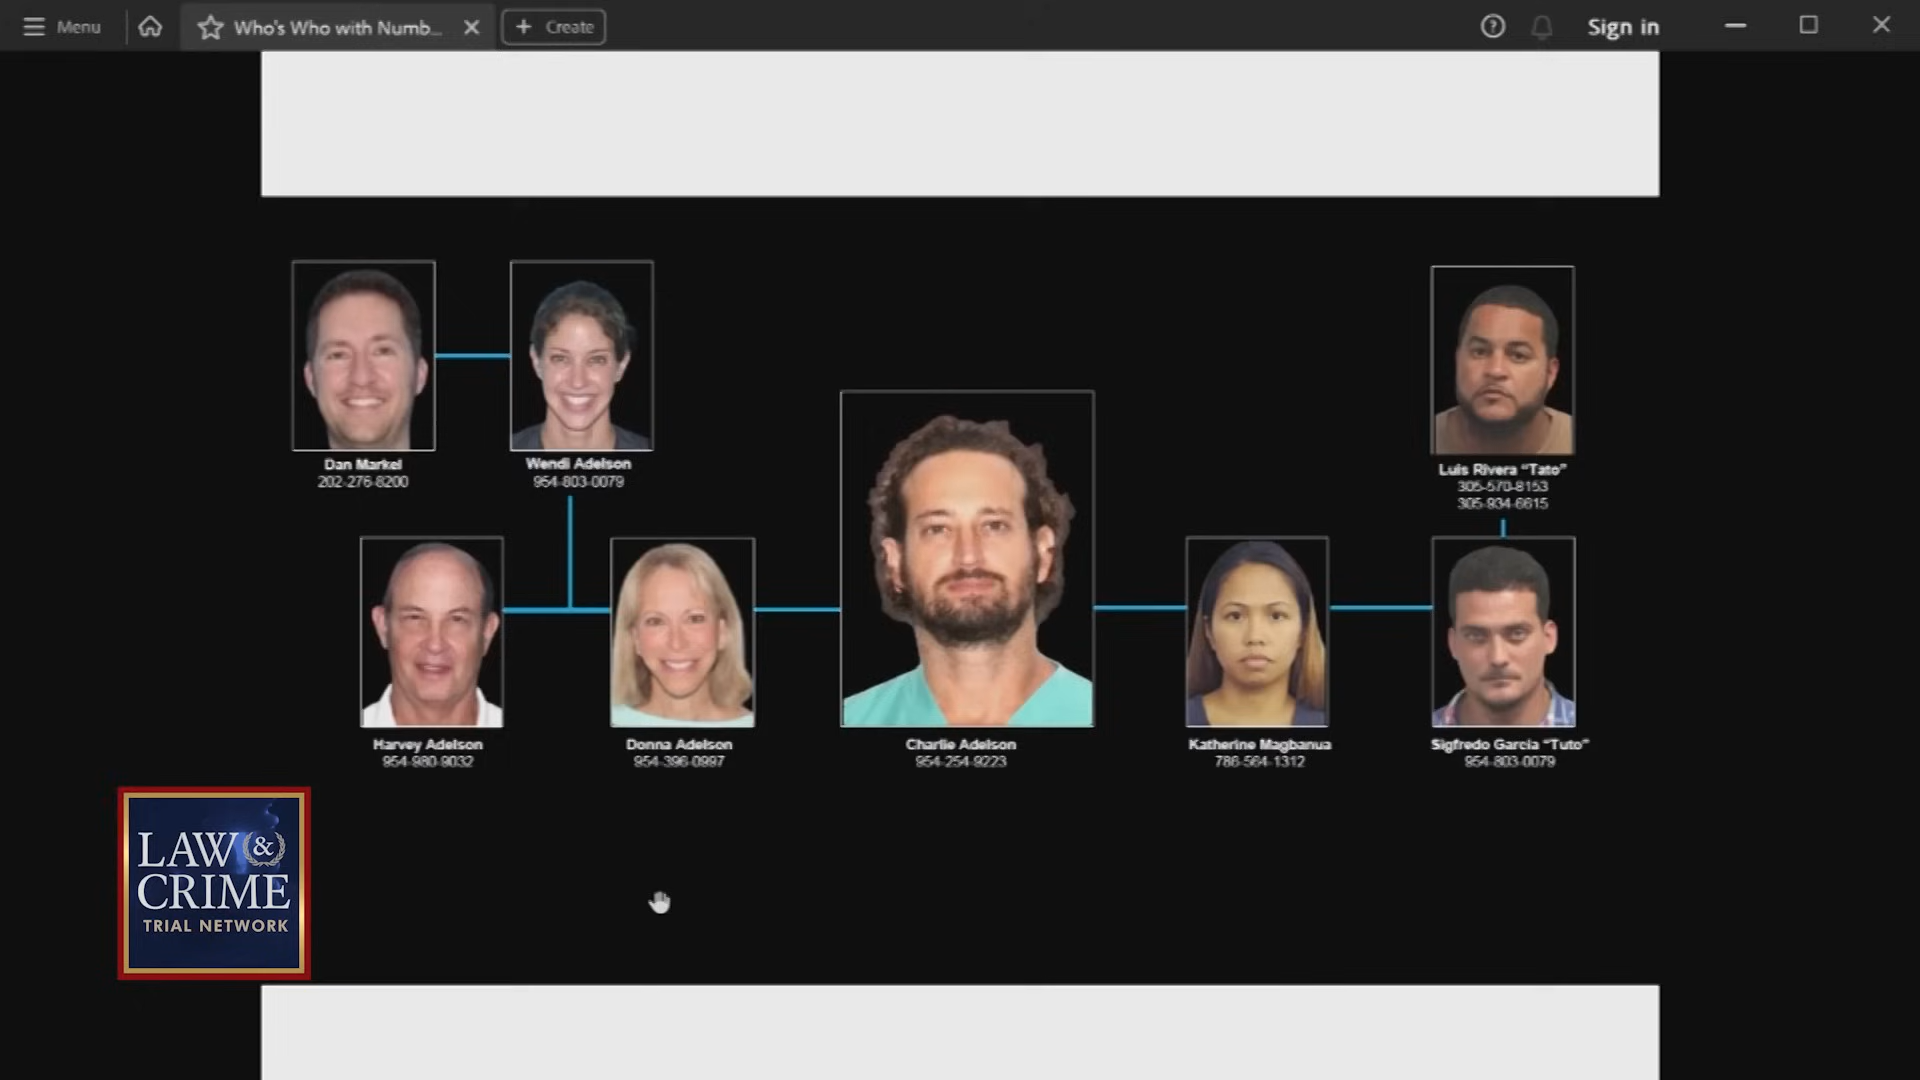 Menu
Who's Who with Numb...
Create
Sign in
Dan Markel
202-276-8200
Wendi Adelson
954-803-0079
Luis Rivera "Tato"
305-570-8153
305-934-6615
Harvey Adelson
954-980-9032
Donna Adelson
954-396-0997
Charlie Adelson
954-254-9223
Katherine Magbanua
786-564-1312
Sigfredo Garcia "Tuto"
954-803-0079
LAW &
CRIME
TRIAL NETWORK